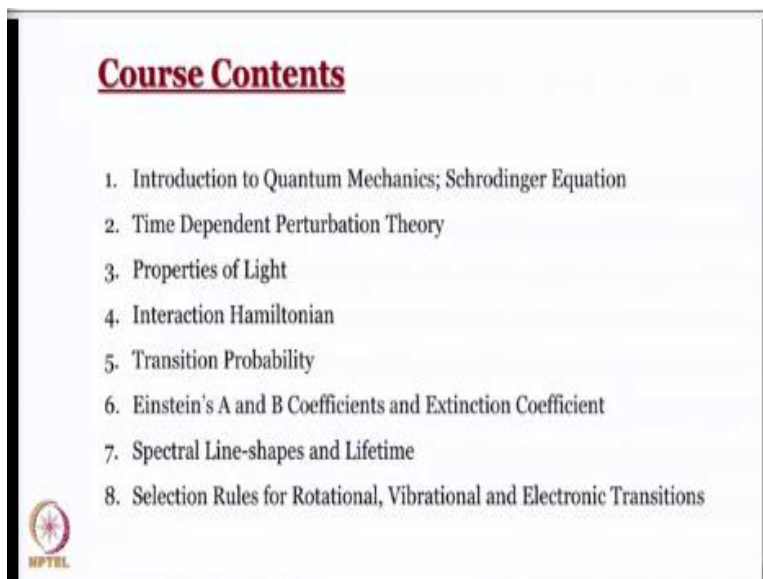 Course Contents
1. Introduction to Quantum Mechanics; Schrodinger Equation
2. Time Dependent Perturbation Theory
3. Properties of Light
4. Interaction Hamiltonian
5. Transition Probability
6. Einstein's A and B Coefficients and Extinction Coefficient
7. Spectral Line-shapes and Lifetime
8. Selection Rules for Rotational, Vibrational and Electronic Transitions
NPTEL